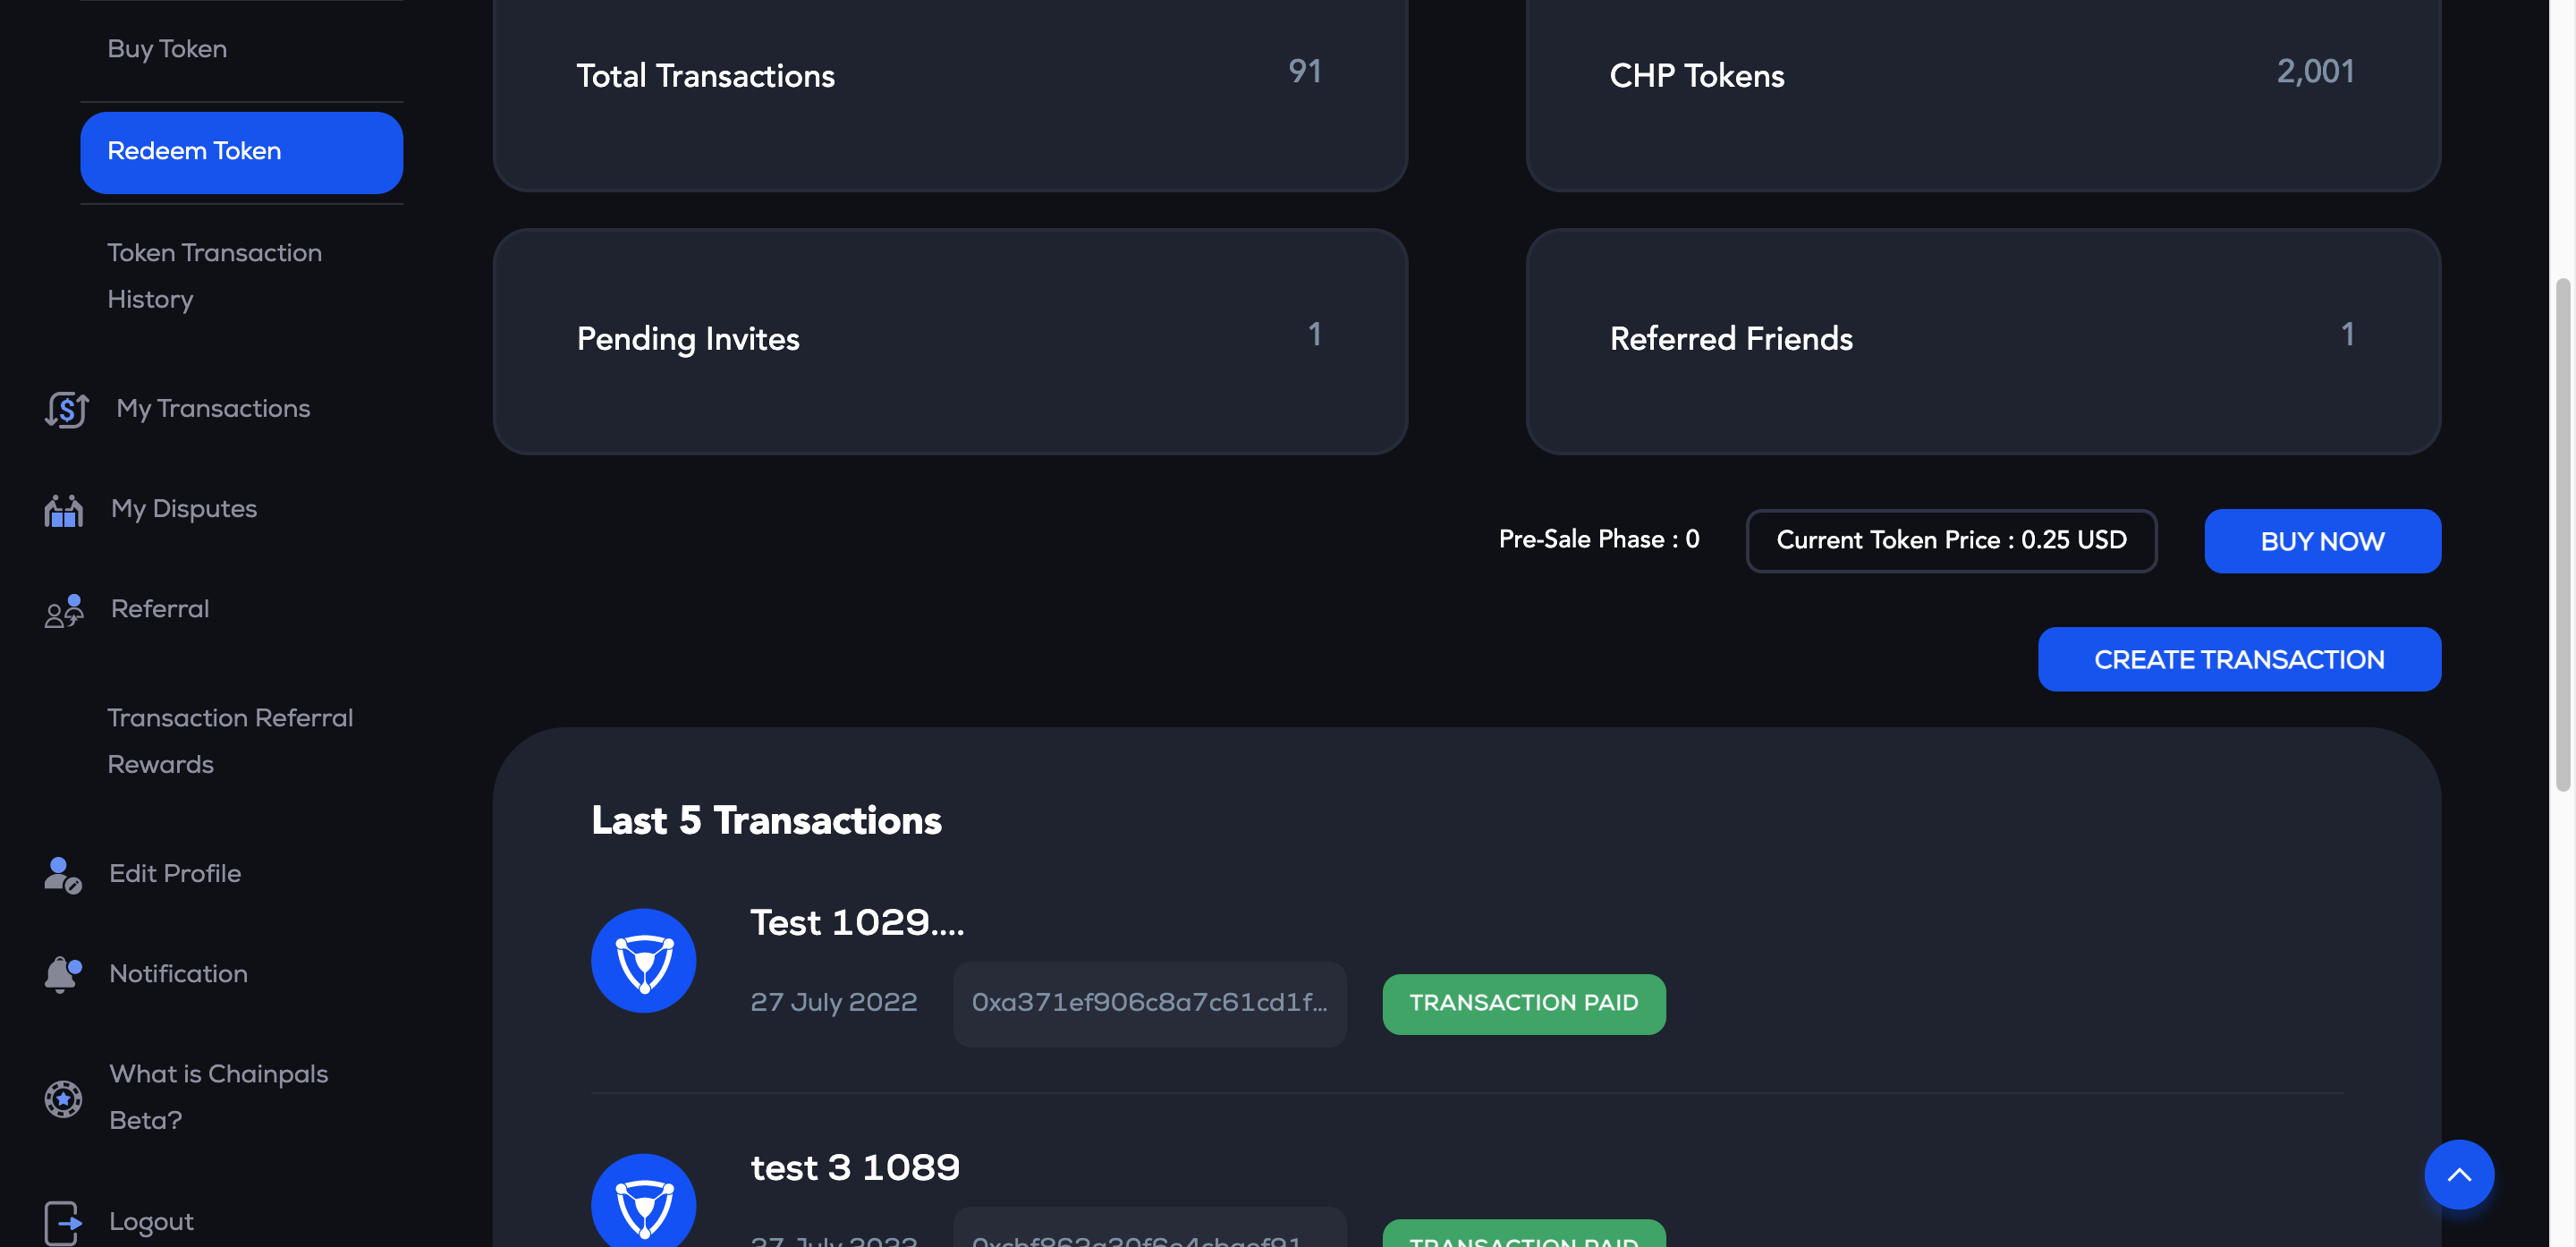 Buy Token
Redeem Token
Token Transaction
History
My Transactions
My Disputes
Referral
Transaction Referral
Rewards
Edit Profile
Notification
What is Chainpals
Beta?
Logout
Total Transactions 91
CHP Tokens 2,001
Pending Invites 1
Referred Friends 1
Pre-Sale Phase : 0 Current Token Price : 0.25 USD BUY NOW
CREATE TRANSACTION
Last 5 Transactions
Test 1029....
27 July 2022 0xa371ef906c8a7c61cd1f... TRANSACTION PAID
test 3 1089
27 July 2022 TRANSACTION PAID